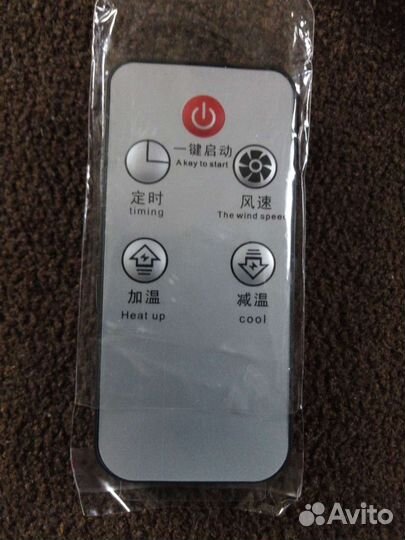 一键启动
A key to start
定时
timing
风速
The wind speed
加温
Heat up
减温
cool
Avito